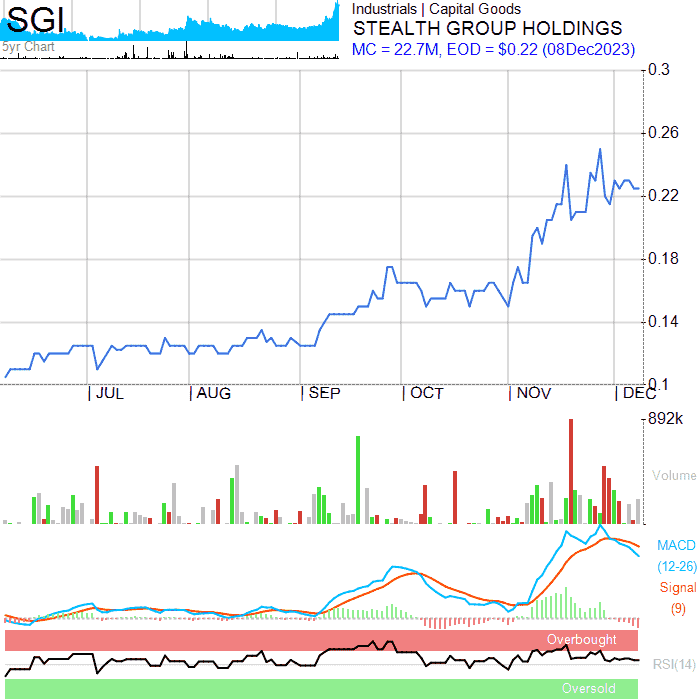 SGI
5yr Chart
Industrials | Capital Goods
STEALTH GROUP HOLDINGS
MC = 22.7M, EOD = $0.22 (08Dec2023)
0.3
0.26
0.22
0.18
0.14
0.1
JUL AUG SEP OCT NOV DEC
892k
Volume
MACD
(12-26)
Signal
(9)
Overbought
RSI(14)
Oversold